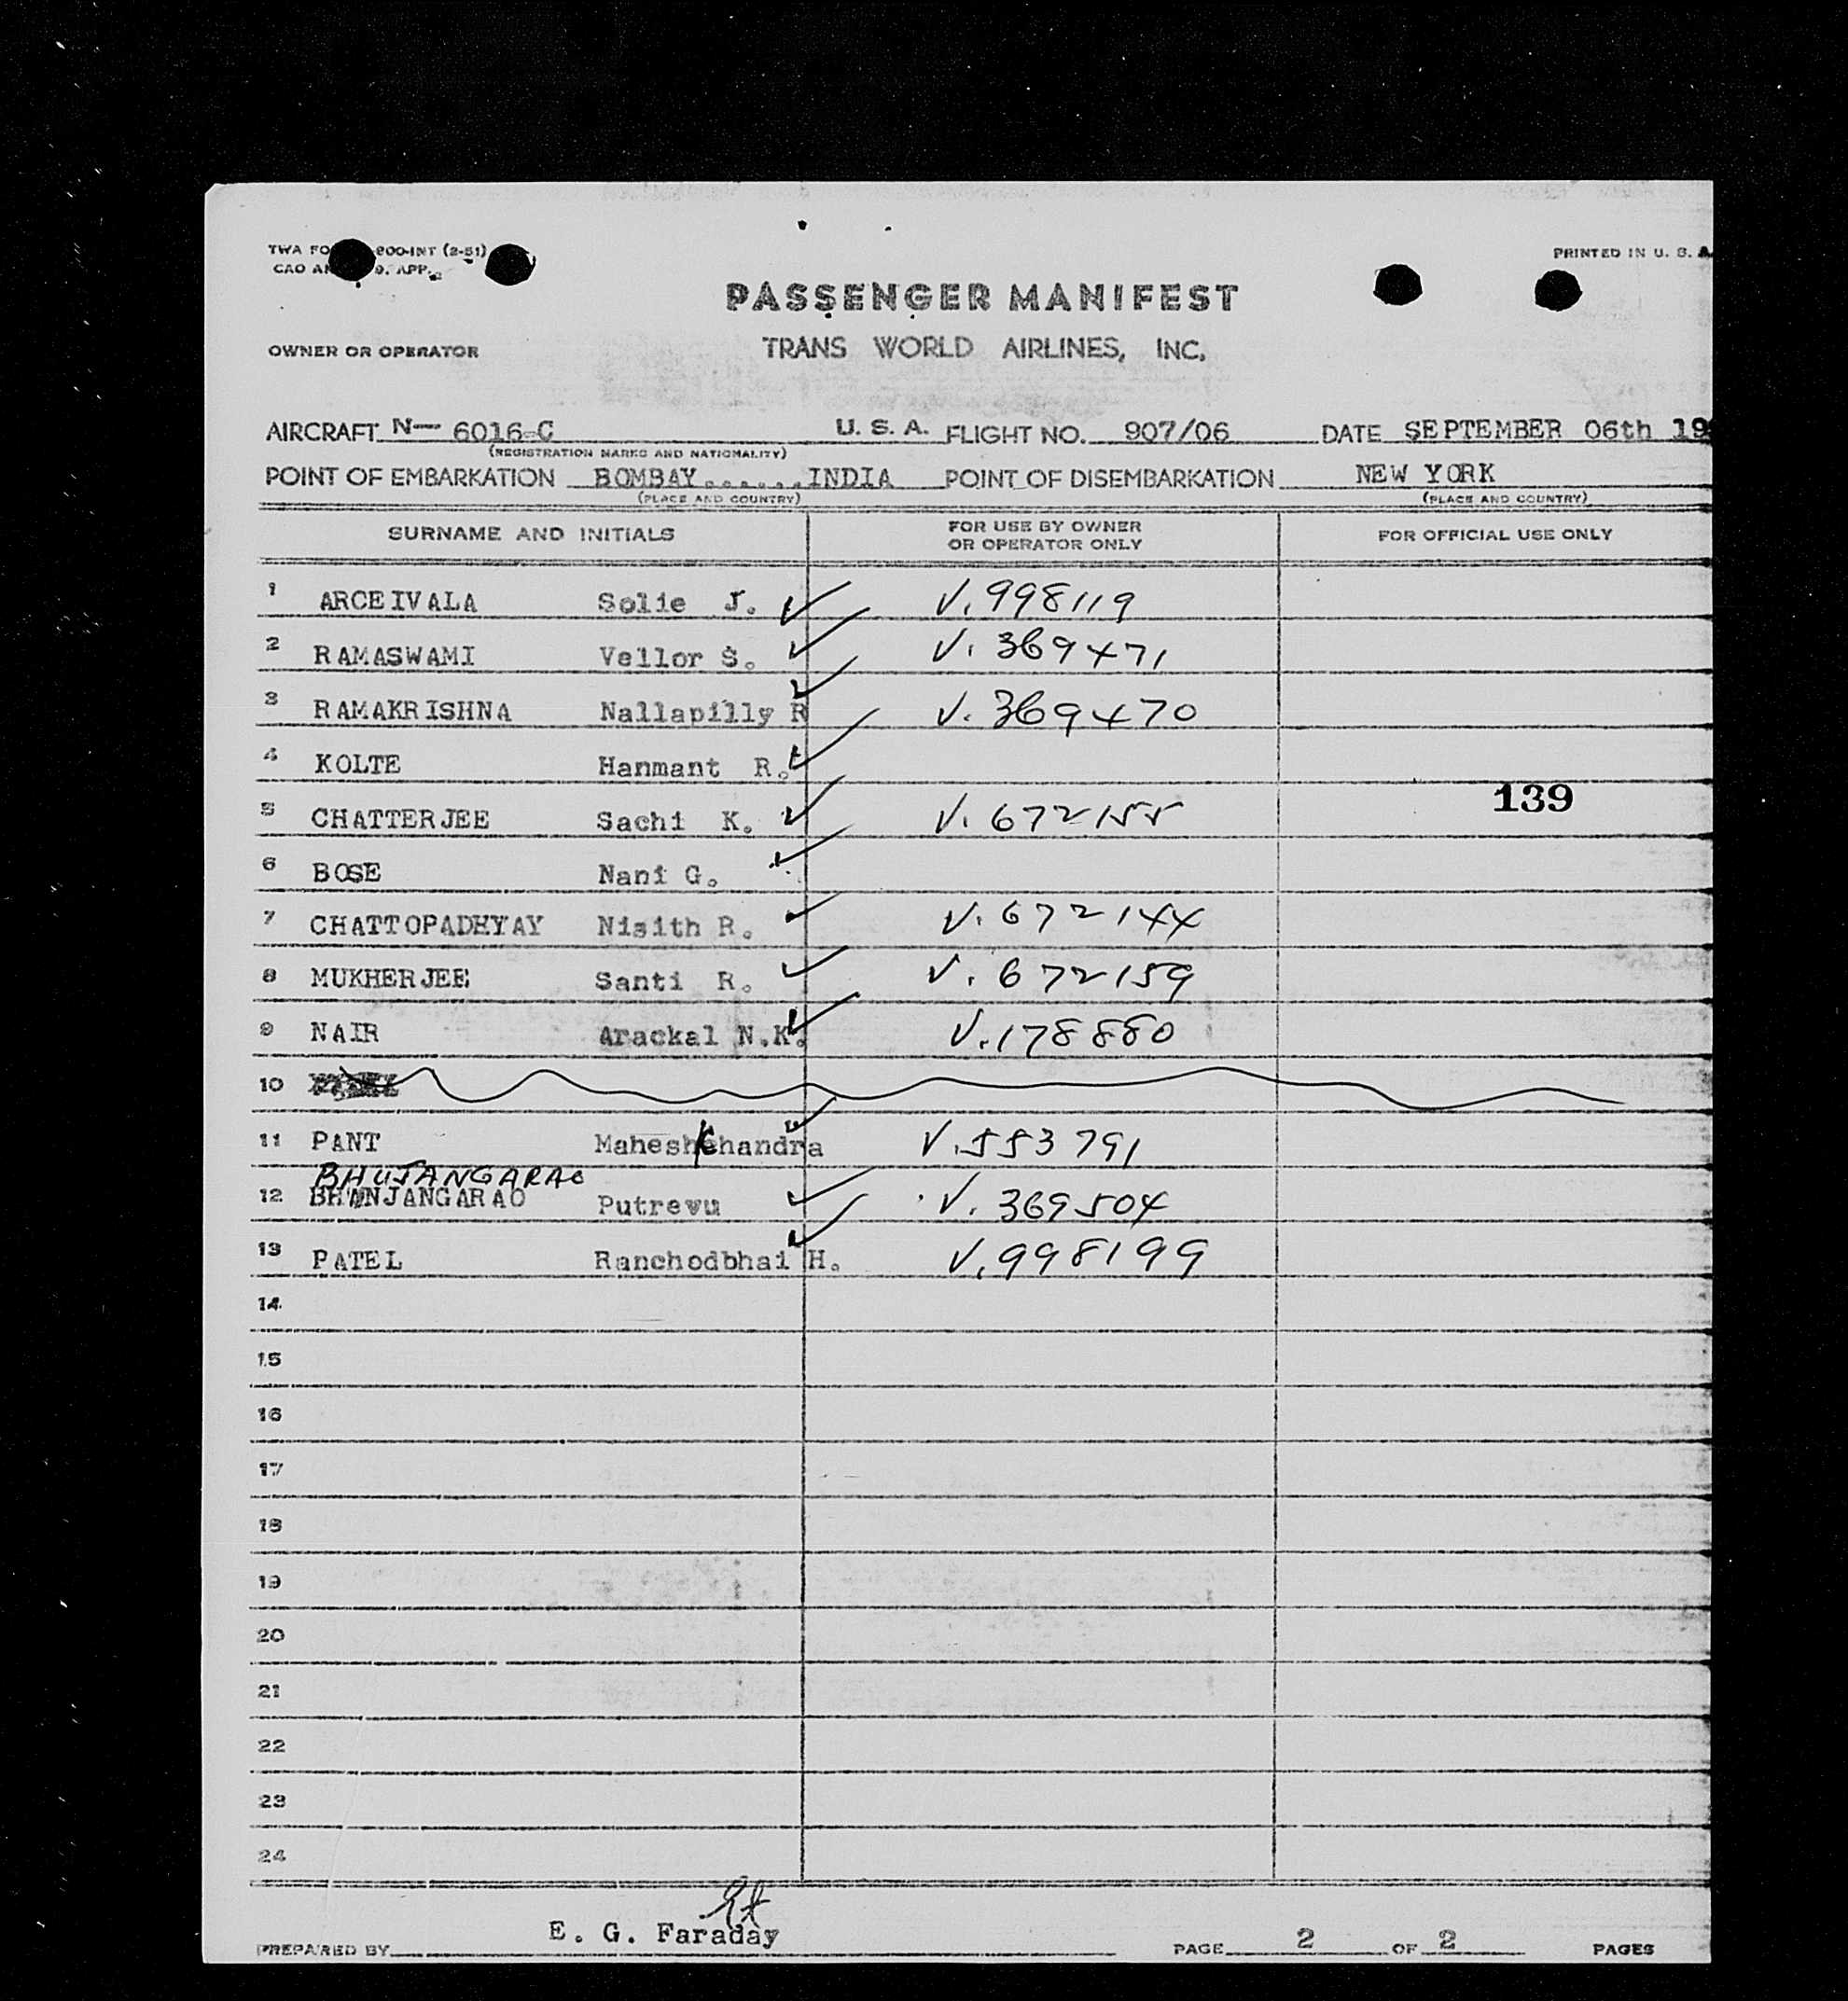 TWA FO 800-INT (2-51)
CAO AN 9. APP. 2
PRINTED IN U. S. A
PASSENGER MANIFEST
OWNER OR OPERATOR TRANS WORLD AIRLINES, INC.
AIRCRAFT N- 6016-C U. S. A. FLIGHT NO. 907/06 DATE SEPTEMBER 06th 19
(REGISTRATION MARKS AND NATIONALITY)
POINT OF EMBARKATION BOMBAY.......INDIA POINT OF DISEMBARKATION NEW YORK
(PLACE AND COUNTRY) (PLACE AND COUNTRY)
SURNAME AND INITIALS FOR USE BY OWNER OR OPERATOR ONLY FOR OFFICIAL USE ONLY
1 ARCEIVALA Solie J. ✓ V.998119
2 RAMASWAMI Vellor S. ✓ V. 369471
3 RAMAKRISHNA Nallapilly R ✓ V. 369470
4 KOLTE Hanmant R. ✓
139
5 CHATTERJEE Sachi K. ✓ V. 672155
6 BOSE Nani G. ✓
7 CHATTOPADHYAY Nisith R. ✓ V. 672144
8 MUKHERJEE Santi R. ✓ V. 672159
9 NAIR Arackal N.K. ✓ V.178880
10
11 PANT Maheshchandra ✓ V.553791
BHUJANGARAO
12 BHANJANGARAO Putrevu ✓ V. 369504
13 PATEL Ranchodbhai H. ✓ V.998199
14
15
16
17
18
19
20
21
22
23
24
PREPARED BY E. G. Faraday PAGE 2 OF 2 PAGES